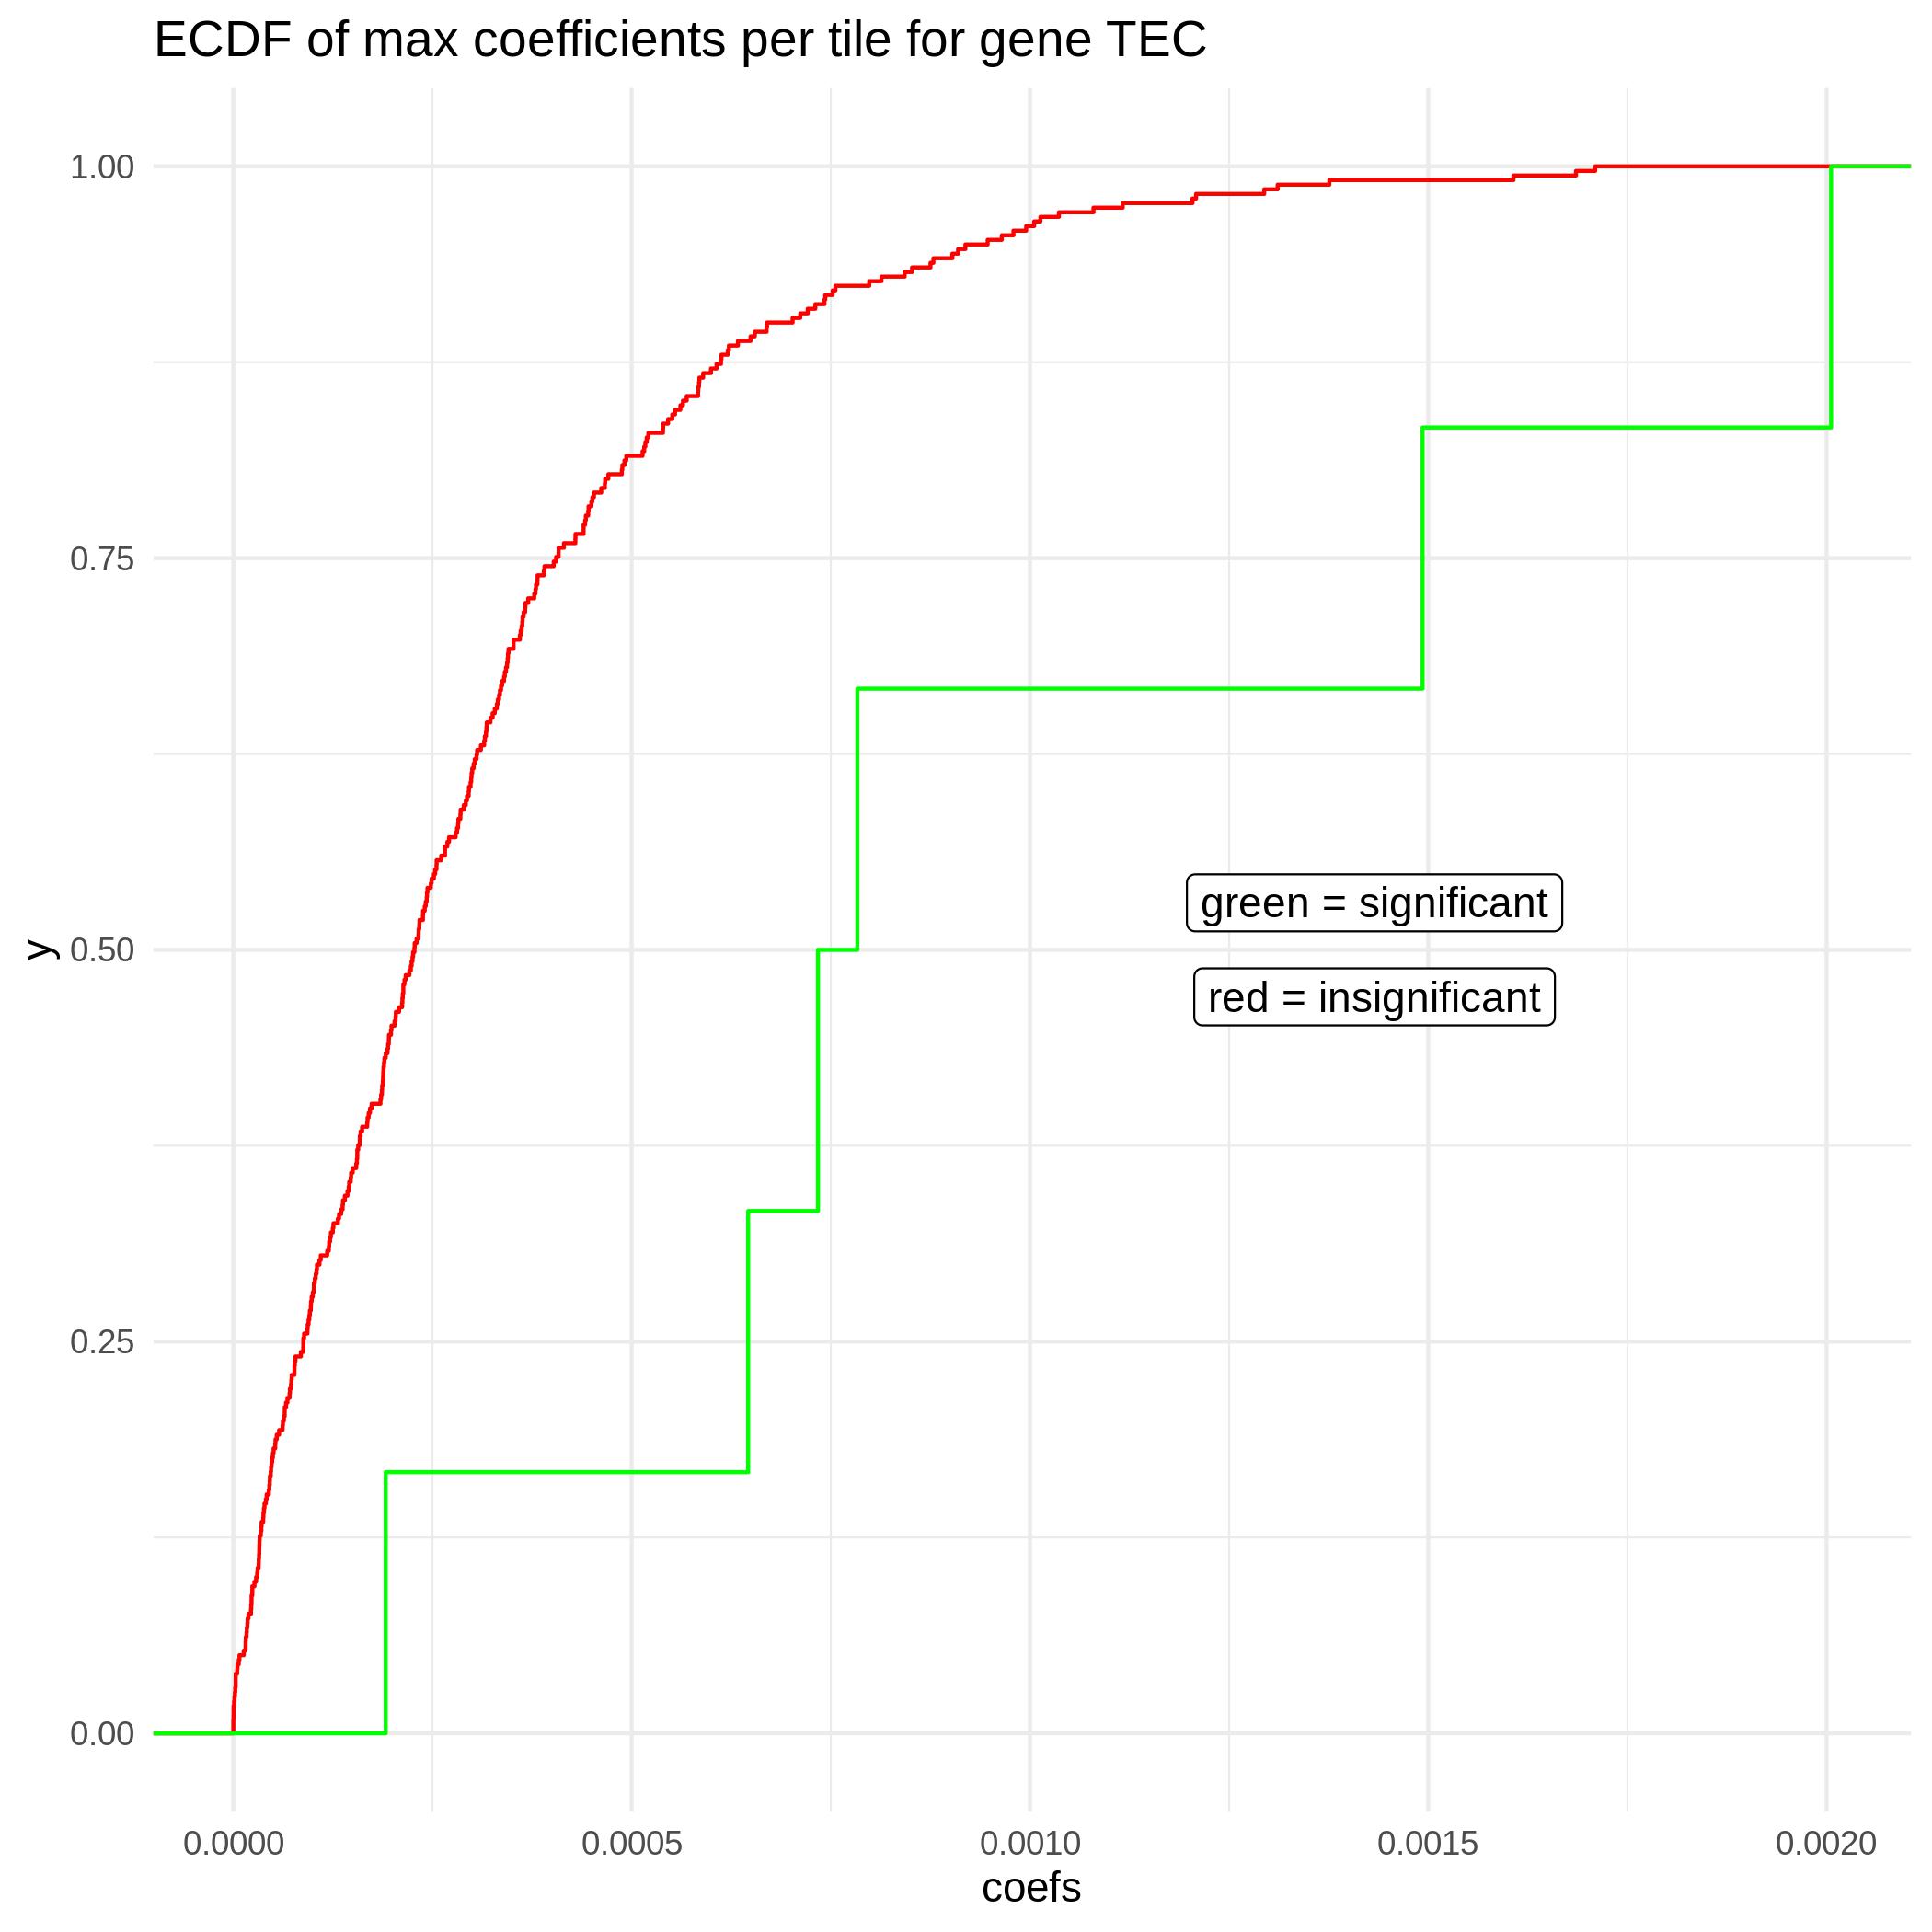 ECDF of max coefficients per tile for gene TEC
1.00
0.75
green = significant
y
0.50
red = insignificant
0.25
0.00
0.0000 0.0005 0.0010 0.0015 0.0020
coefs